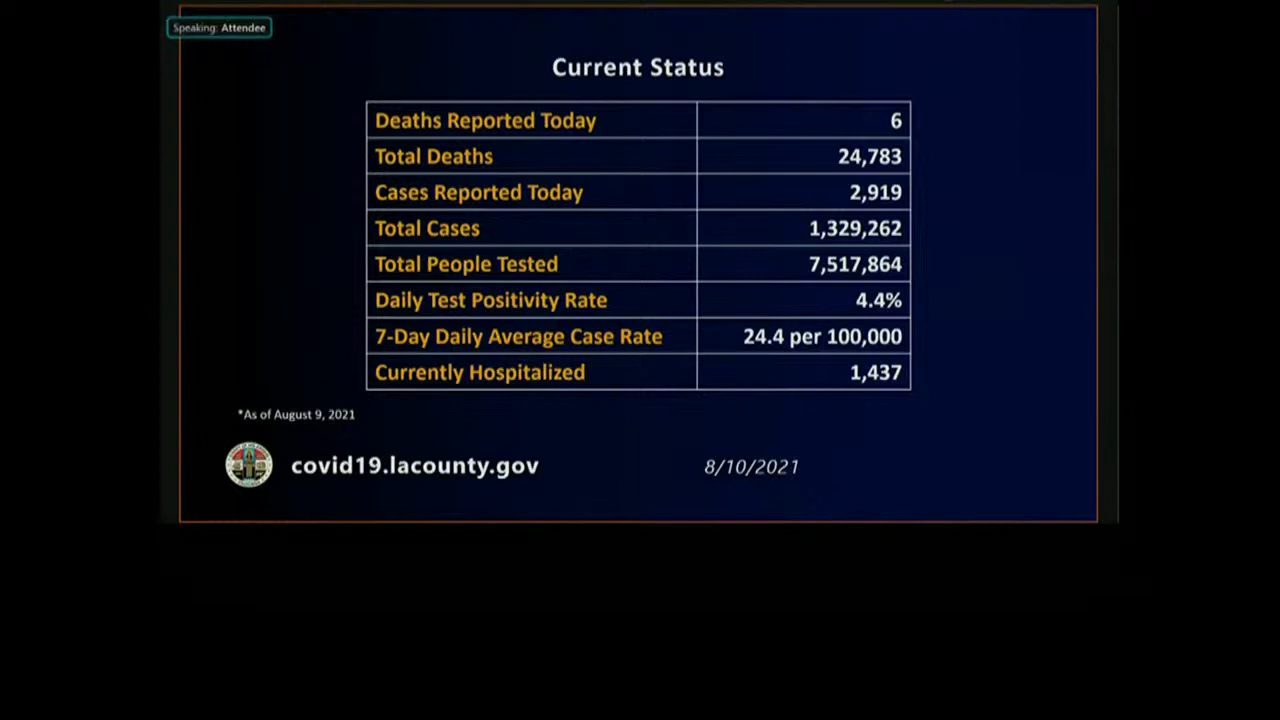 Speaking: Attendee
Current Status
Deaths Reported Today 6
Total Deaths 24,783
Cases Reported Today 2,919
Total Cases 1,329,262
Total People Tested 7,517,864
Daily Test Positivity Rate 4.4%
7-Day Daily Average Case Rate 24.4 per 100,000
Currently Hospitalized 1,437
*As of August 9, 2021
covid19.lacounty.gov 8/10/2021